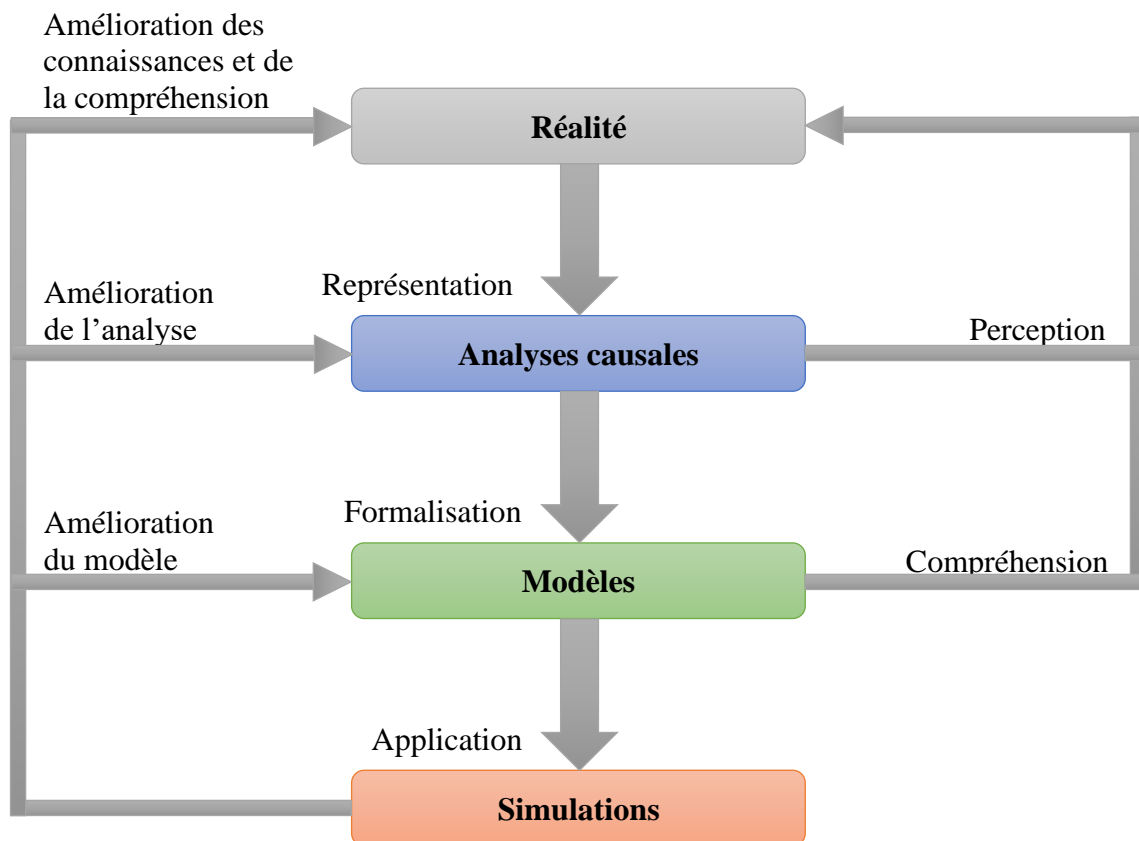 Amélioration des
connaissances et de
la compréhension
Réalité
Représentation
Amélioration
de l’analyse
Analyses causales
Perception
Formalisation
Amélioration
du modèle
Modèles
Compréhension
Application
Simulations